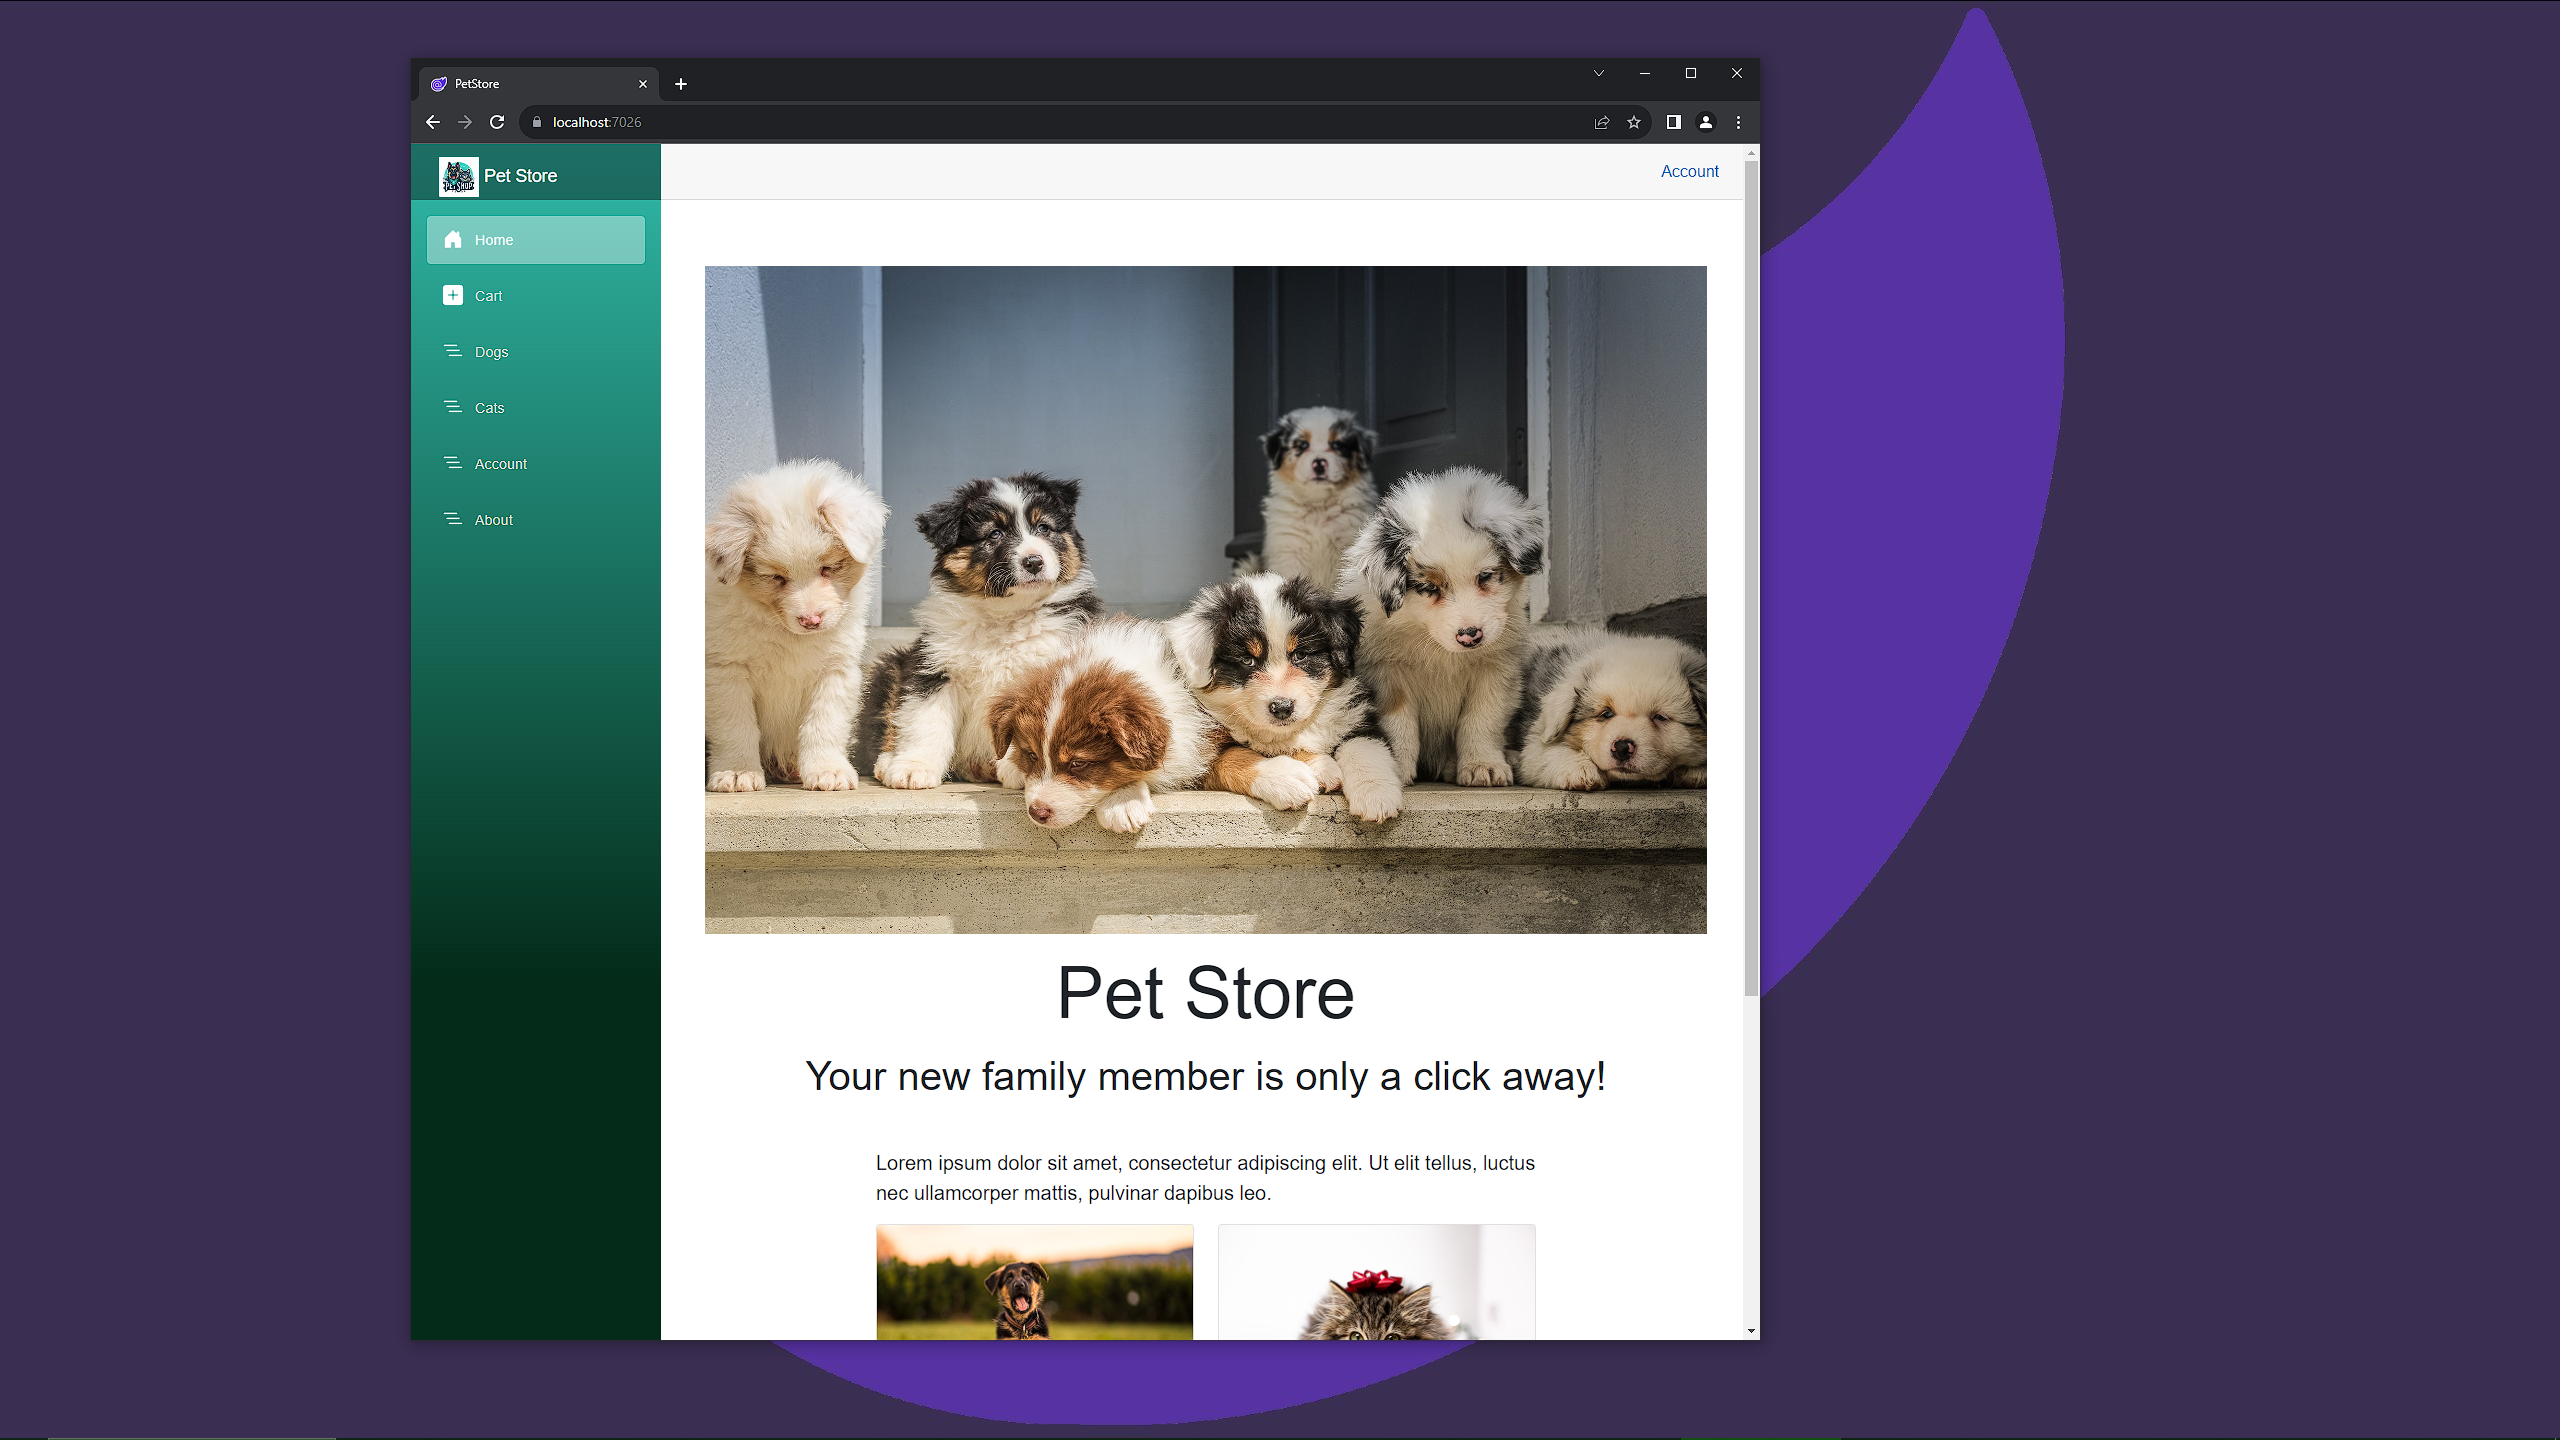 PetStore
localhost:7026
PET SHOP
Pet Store
Account
Home
Cart
Dogs
Cats
Account
About
Pet Store
Your new family member is only a click away!
Lorem ipsum dolor sit amet, consectetur adipiscing elit. Ut elit tellus, luctus
nec ullamcorper mattis, pulvinar dapibus leo.